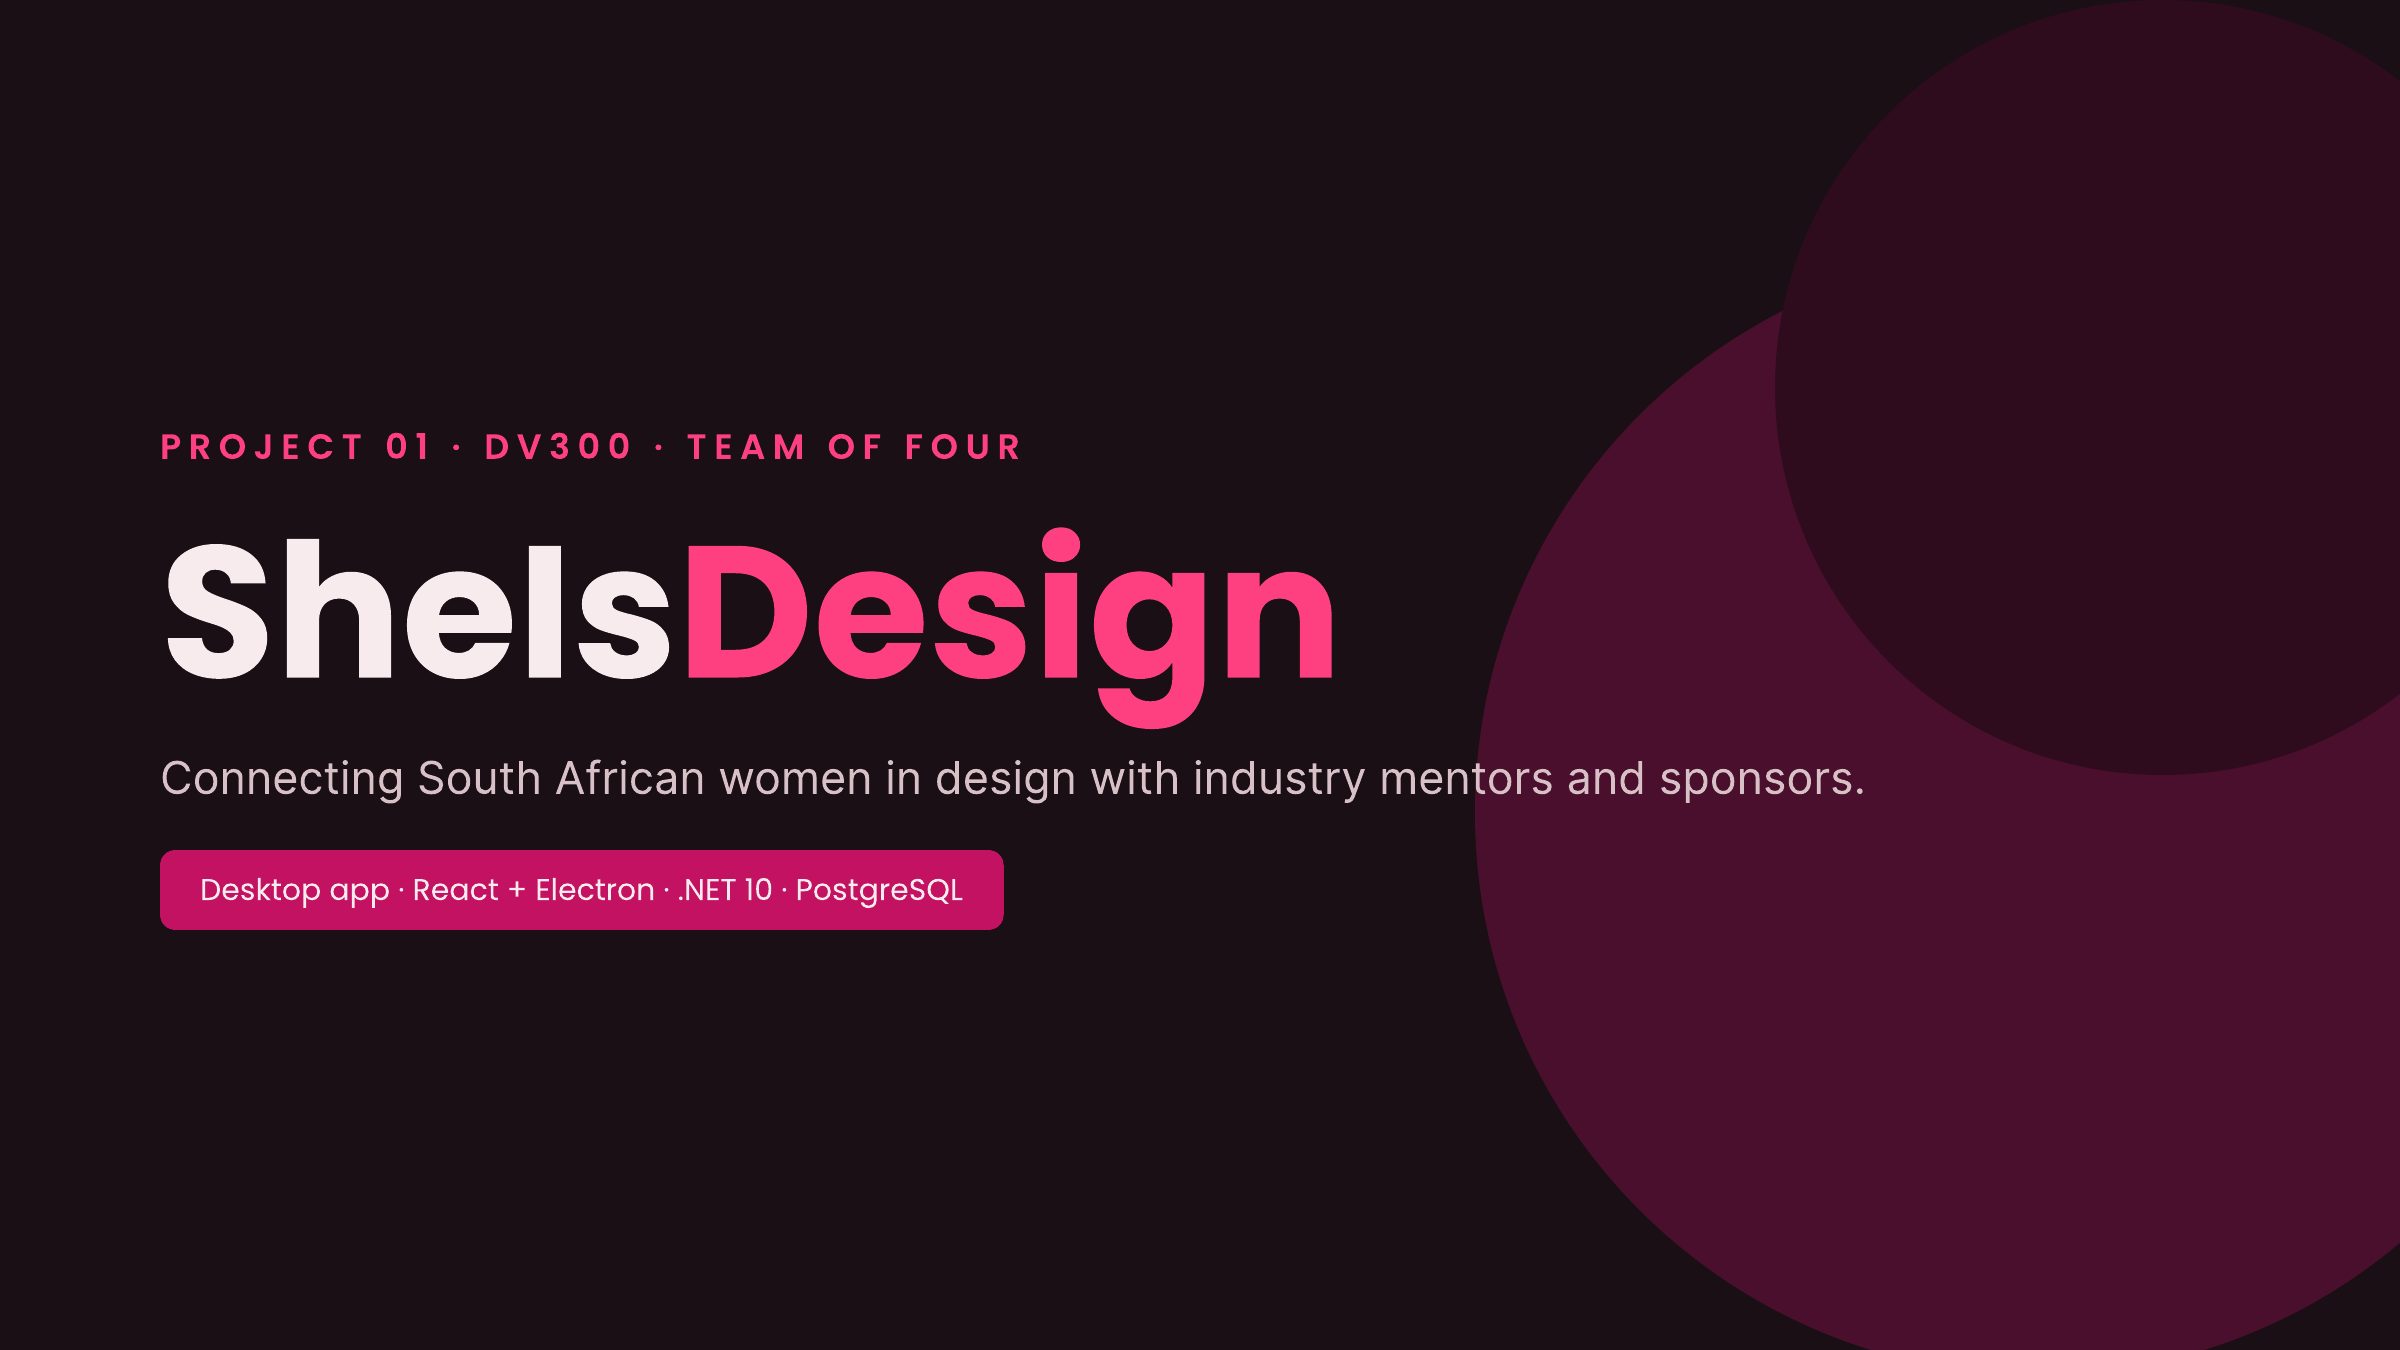 PROJECT 01 · DV300 · TEAM OF FOUR
SheIsDesign
Connecting South African women in design with industry mentors and sponsors.
Desktop app · React + Electron · .NET 10 · PostgreSQL